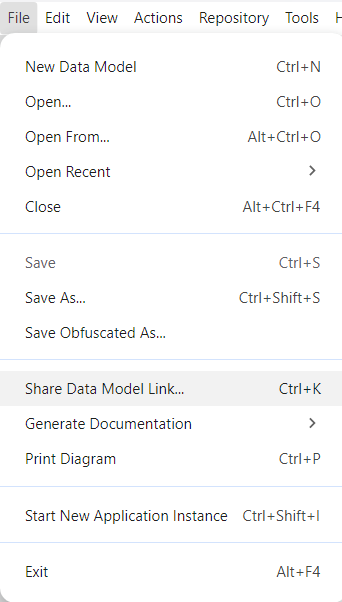 File Edit View Actions Repository Tools H
New Data Model Ctrl+N
Open... Ctrl+O
Open From... Alt+Ctrl+O
Open Recent
Close Alt+Ctrl+F4
Save Ctrl+S
Save As... Ctrl+Shift+S
Save Obfuscated As...
Share Data Model Link... Ctrl+K
Generate Documentation
Print Diagram Ctrl+P
Start New Application Instance Ctrl+Shift+I
Exit Alt+F4